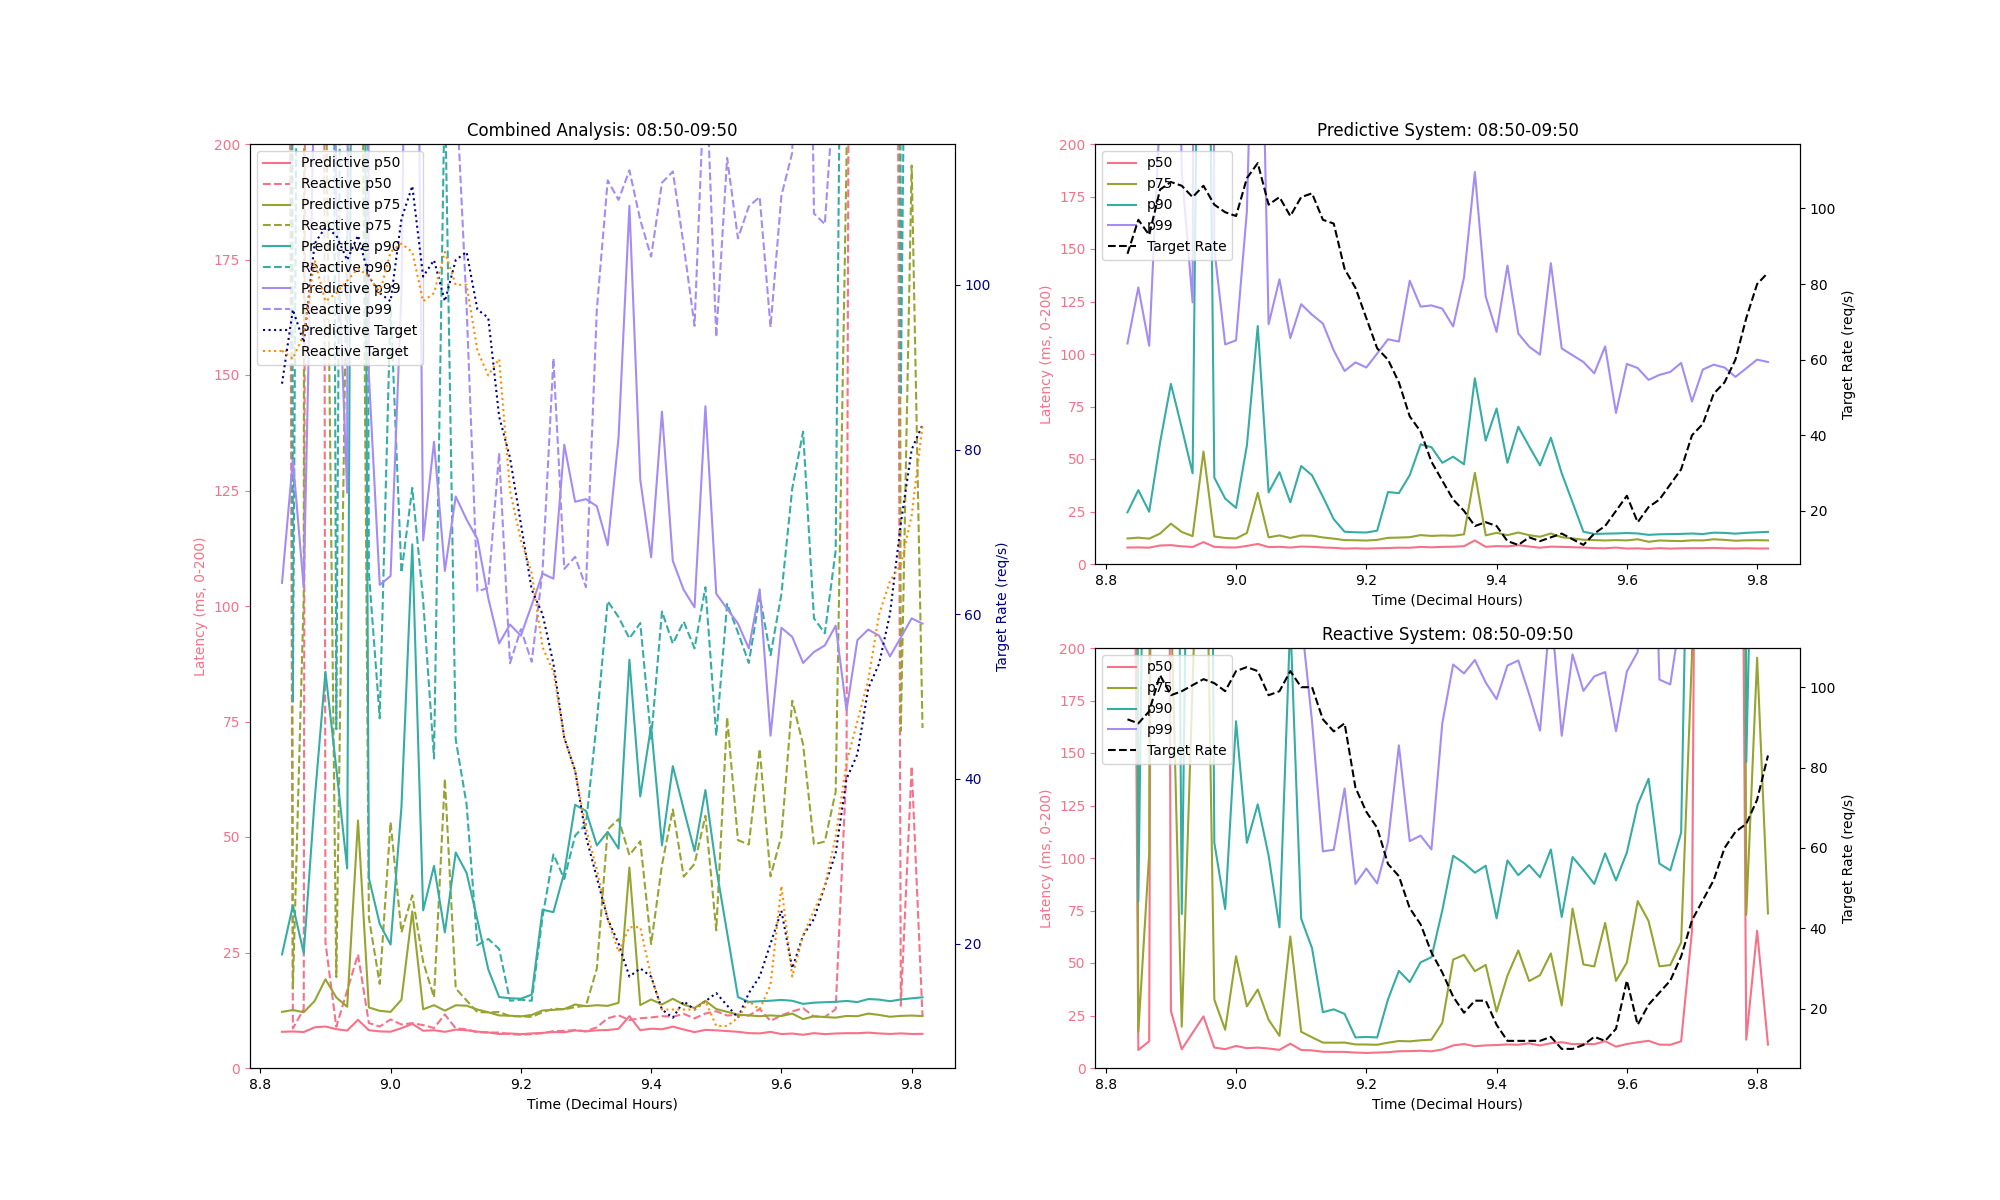 Combined Analysis: 08:50-09:50
200
175
150
125
100
75
50
25
0
Latency (ms, 0-200)
Predictive p50
Reactive p50
Predictive p75
Reactive p75
Predictive p90
Reactive p90
Predictive p99
Reactive p99
Predictive Target
Reactive Target
100
80
60
40
20
Target Rate (req/s)
8.8 9.0 9.2 9.4 9.6 9.8
Time (Decimal Hours)
Predictive System: 08:50-09:50
200
175
150
125
100
75
50
25
0
Latency (ms, 0-200)
p50
p75
p90
p99
Target Rate
100
80
60
40
20
Target Rate (req/s)
8.8 9.0 9.2 9.4 9.6 9.8
Time (Decimal Hours)
Reactive System: 08:50-09:50
200
175
150
125
100
75
50
25
0
Latency (ms, 0-200)
p50
p75
p90
p99
Target Rate
100
80
60
40
20
Target Rate (req/s)
8.8 9.0 9.2 9.4 9.6 9.8
Time (Decimal Hours)